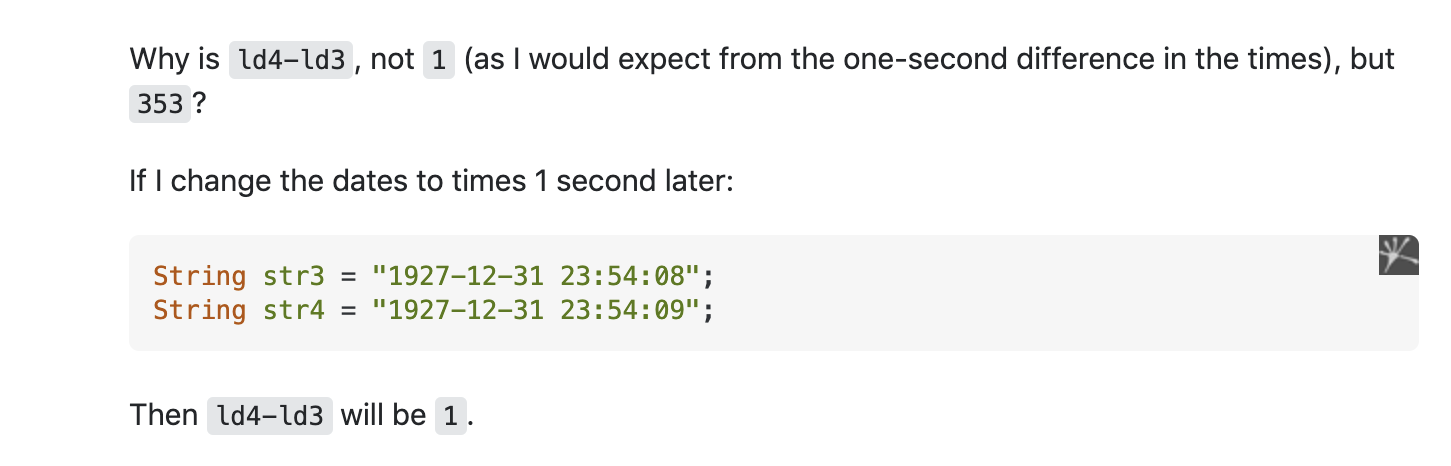 Why is ld4-ld3, not 1 (as I would expect from the one-second difference in the times), but
353?
If I change the dates to times 1 second later:
String str3 = "1927-12-31 23:54:08";
String str4 = "1927-12-31 23:54:09";
Then ld4-ld3 will be 1.